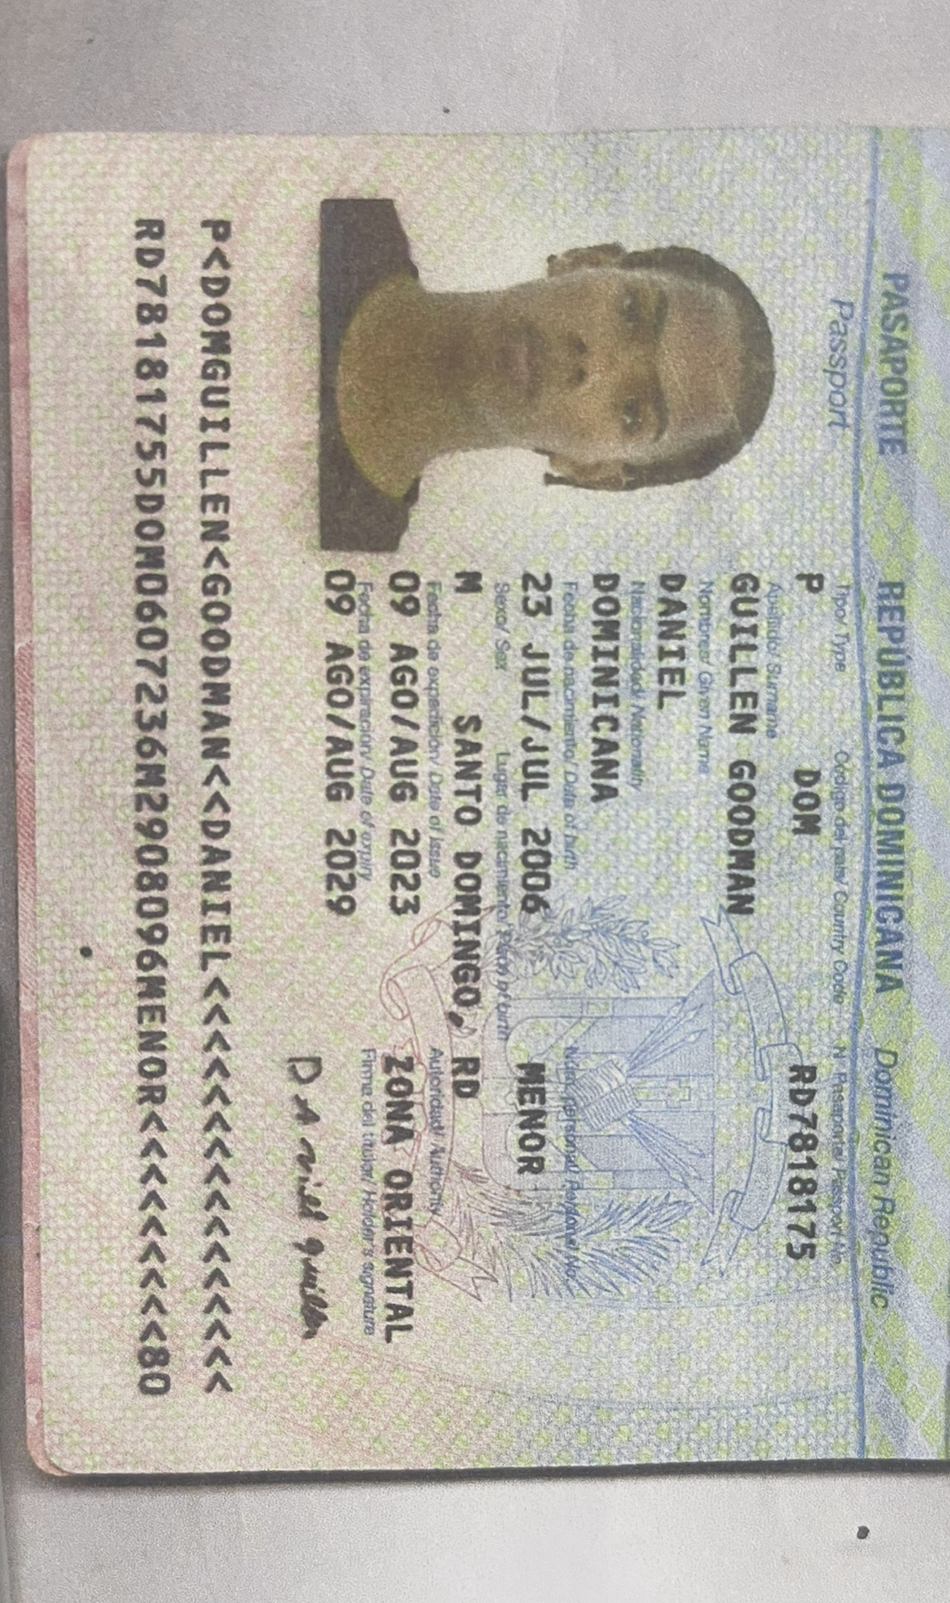 PASAPORTE REPÚBLICA DOMINICANA Dominican Republic
Passport
Tipo/ Type Código del país/ Country Code N° Pasaporte/ Passport No.
P DOM RD7818175
Apellido/ Surname
GUILLEN GOODMAN
Nombres/ Given Name
DANIEL
Nacionalidad/ Nationality
DOMINICANA
Fecha de nacimiento/ Date of birth No. personal/ Personal No.
23 JUL/JUL 2006 MENOR
Sexo/ Sex Lugar de nacimiento/ Place of birth
M SANTO DOMINGO, RD
Fecha de expedición/ Date of issue Autoridad/ Authority
09 AGO/AUG 2023 ZONA ORIENTAL
Fecha de expiración/ Date of expiry Firma del titular/ Holder's signature
09 AGO/AUG 2029
Daniel guillen
P<DOMGUILLEN<GOODMAN<<DANIEL<<<<<<<<<<<<<<<<
RD78181755DOM0607236M2908096MENOR<<<<<<<<<80